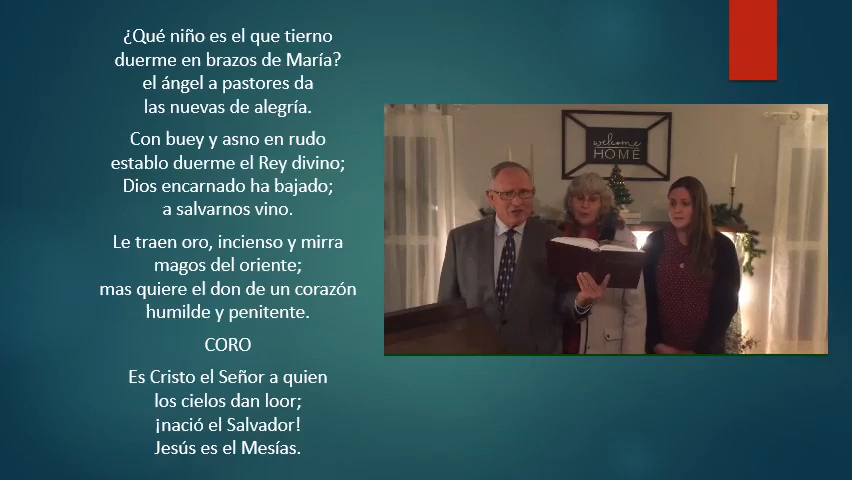 ¿Qué niño es el que tierno
duerme en brazos de María?
el ángel a pastores da
las nuevas de alegría.
Con buey y asno en rudo
establo duerme el Rey divino;
Dios encarnado ha bajado;
a salvarnos vino.
Le traen oro, incienso y mirra
magos del oriente;
mas quiere el don de un corazón
humilde y penitente.
CORO
Es Cristo el Señor a quien
los cielos dan loor;
¡nació el Salvador!
Jesús es el Mesías.
welcome
HOME